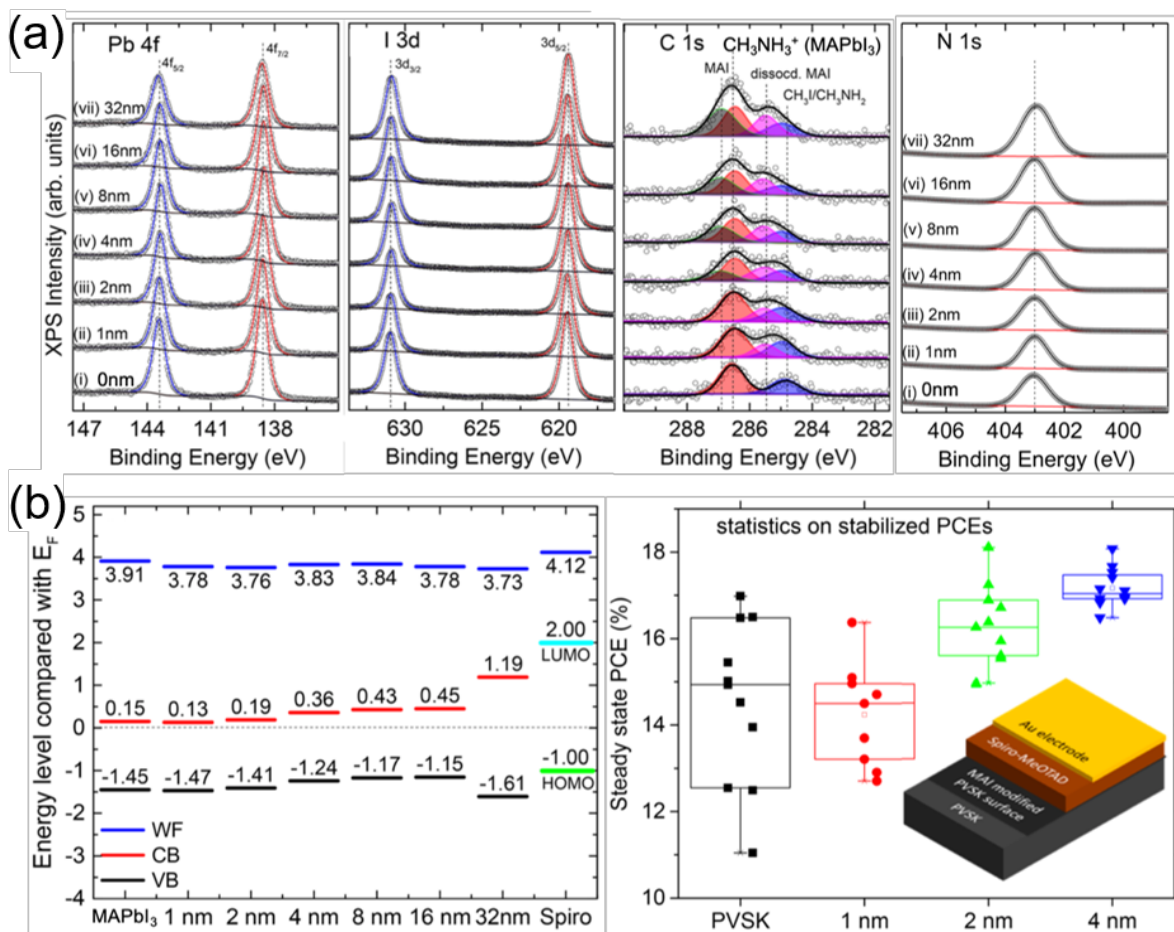 (a)
XPS Intensity (arb. units)
Pb 4f
4f5/2
4f7/2
(vii) 32nm
(vi) 16nm
(v) 8nm
(iv) 4nm
(iii) 2nm
(ii) 1nm
(i) 0nm
147 144 141 138
Binding Energy (eV)
I 3d
3d3/2
3d5/2
630 625 620
Binding Energy (eV)
C 1s
CH3NH3+ (MAPbI3)
MAI
dissocd. MAI
CH3I/CH3NH2
288 286 284 282
Binding Energy (eV)
N 1s
(vii) 32nm
(vi) 16nm
(v) 8nm
(iv) 4nm
(iii) 2nm
(ii) 1nm
(i) 0nm
406 404 402 400
Binding Energy (eV)
(b)
Energy level compared with EF
5
4
3
2
1
0
-1
-2
-3
-4
3.91 3.78 3.76 3.83 3.84 3.78 3.73 4.12
2.00
LUMO
0.15 0.13 0.19 0.36 0.43 0.45 1.19
-1.45 -1.47 -1.41 -1.24 -1.17 -1.15 -1.61 -1.00
HOMO
WF
CB
VB
MAPbI3 1 nm 2 nm 4 nm 8 nm 16 nm 32nm Spiro
statistics on stabilized PCEs
Steady state PCE (%)
18
16
14
12
10
Au electrode
Spiro-MeOTAD
MAI modified
PVSK surface
PVSK
PVSK 1 nm 2 nm 4 nm